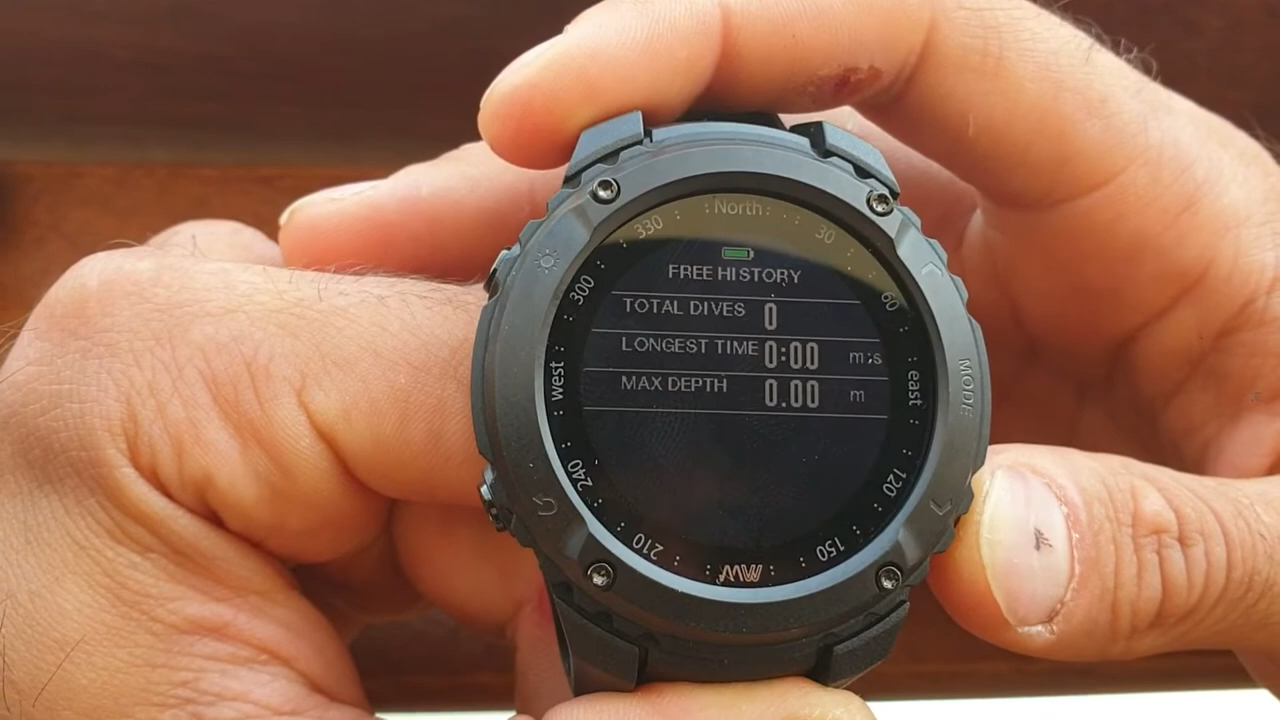 North
330
30
300
60
FREE HISTORY
TOTAL DIVES 0
LONGEST TIME 0:00 m:s
MAX DEPTH 0.00 m
west
east
MODE
240
120
210
150